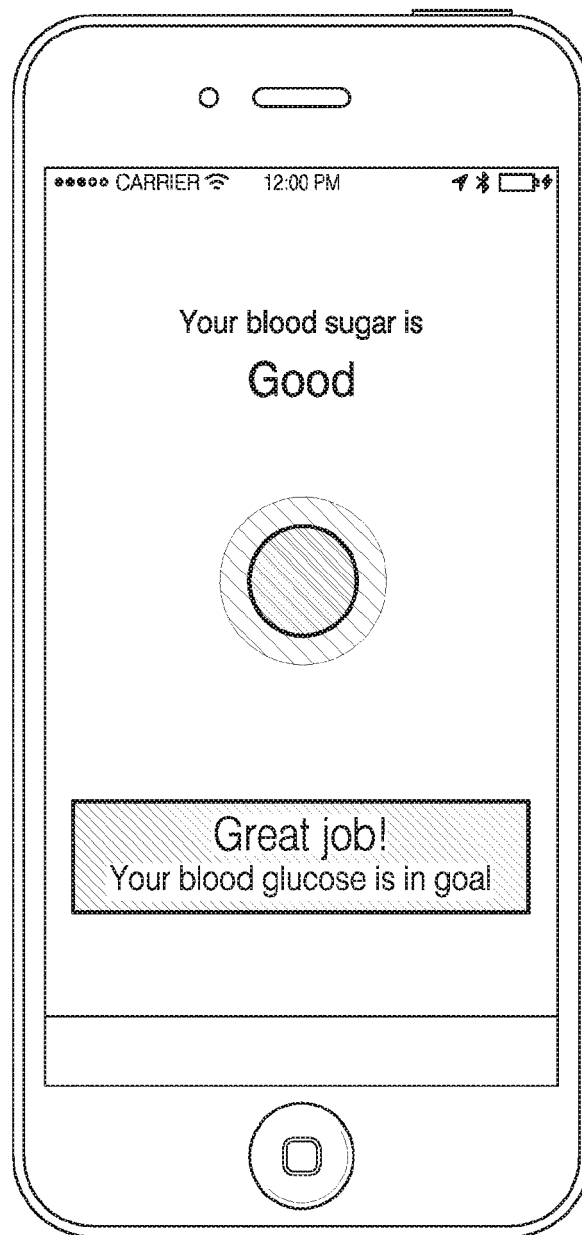 CARRIER 12:00 PM
Your blood sugar is
Good
Great job!
Your blood glucose is in goal